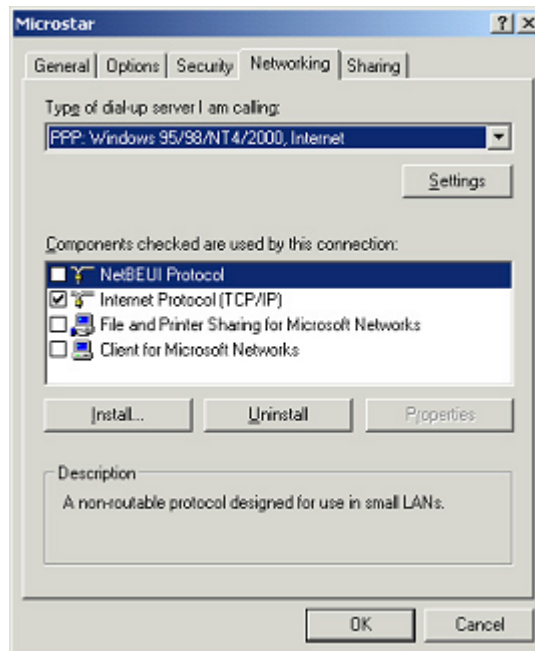 Microstar
General Options Security Networking Sharing
Type of dial-up server I am calling:
PPP: Windows 95/98/NT4/2000, Internet
Settings
Components checked are used by this connection:
NetBEUI Protocol
Internet Protocol (TCP/IP)
File and Printer Sharing for Microsoft Networks
Client for Microsoft Networks
Install... Uninstall Properties
Description
A non-routable protocol designed for use in small LANs.
OK Cancel